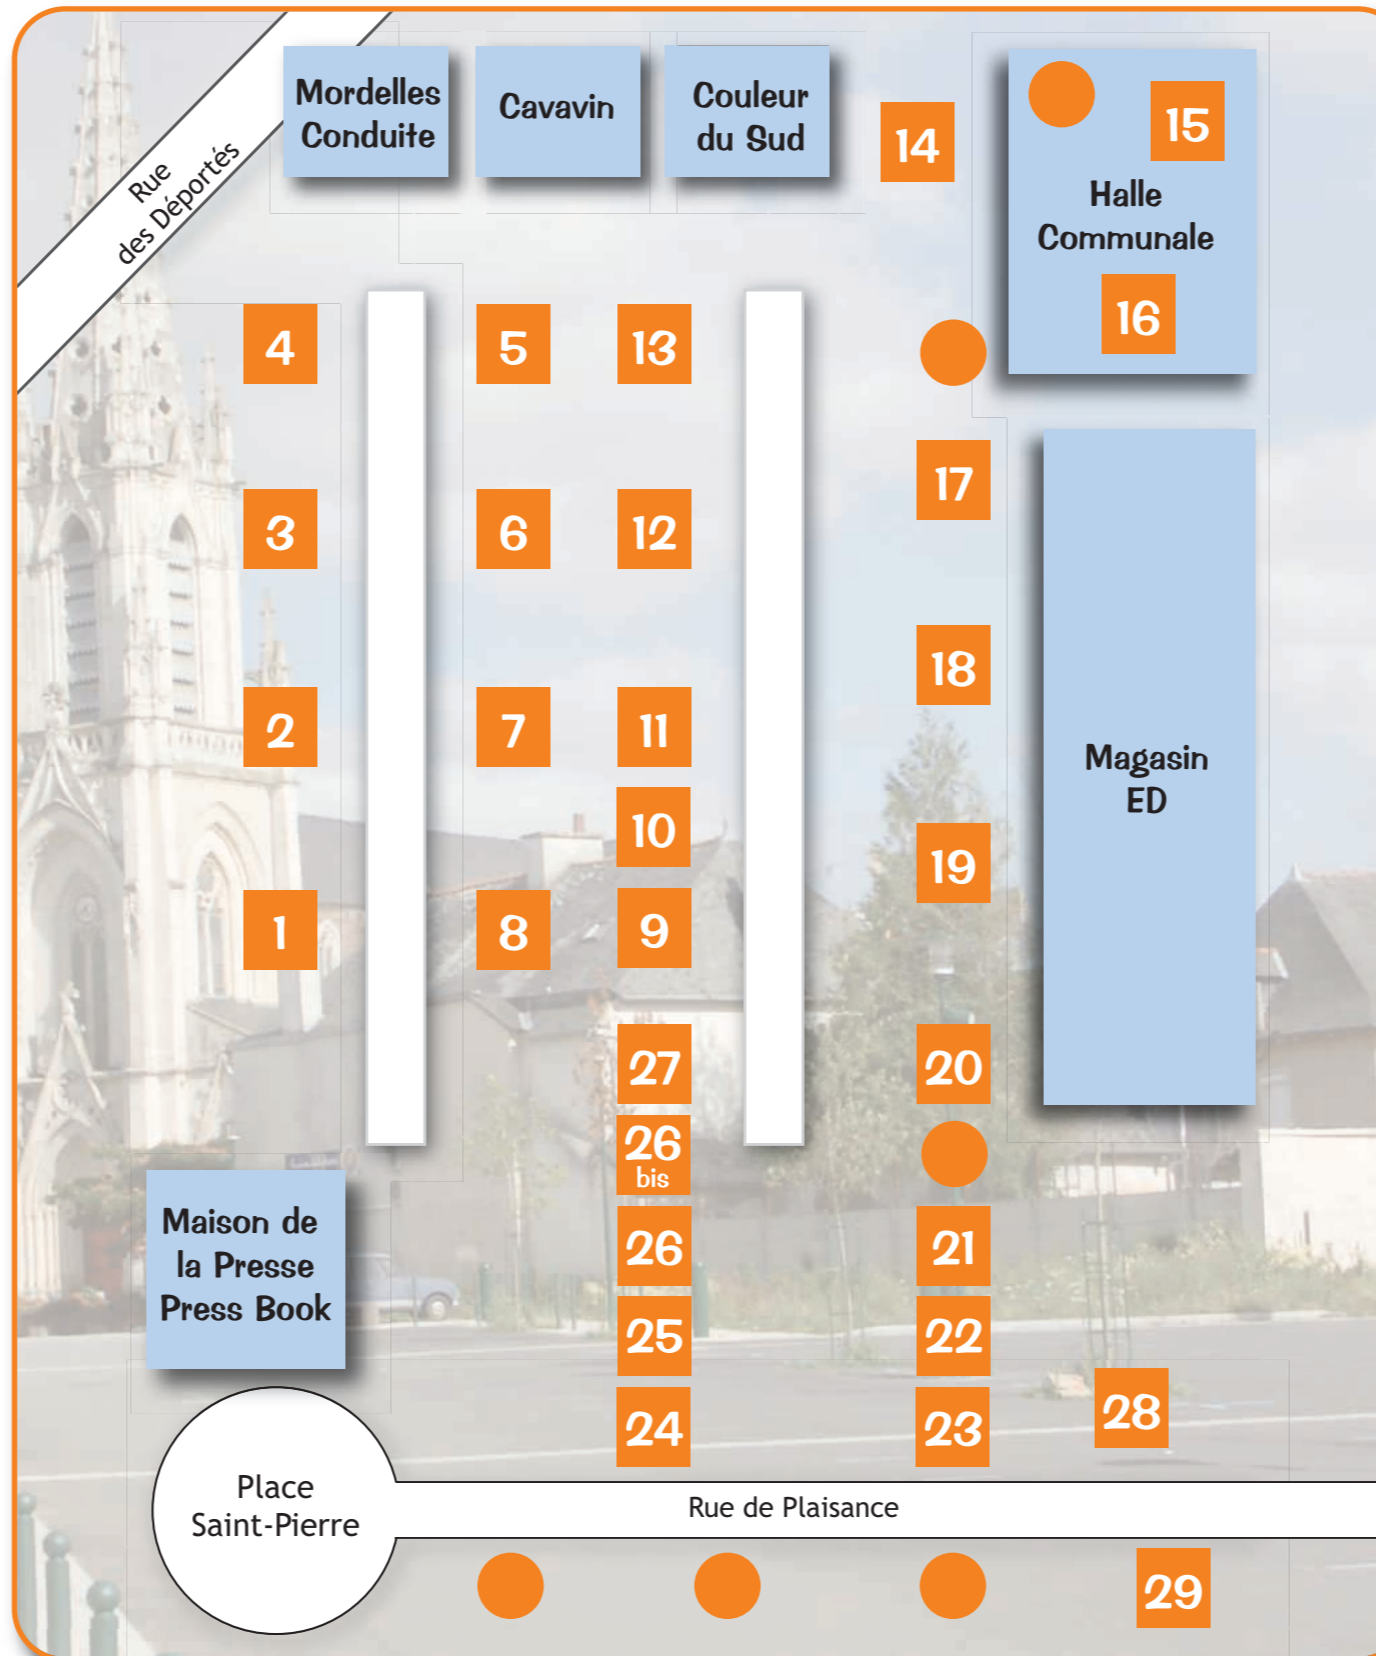 Rue
des Déportés
Mordelles
Conduite
Cavavin
Couleur
du Sud
14
15
Halle
Communale
16
4
5
13
17
3
6
12
18
2
7
11
Magasin
ED
10
19
1
8
9
27
20
26
bis
Maison de
la Presse
Press Book
26
21
25
22
24
23
28
Place
Saint-Pierre
Rue de Plaisance
29